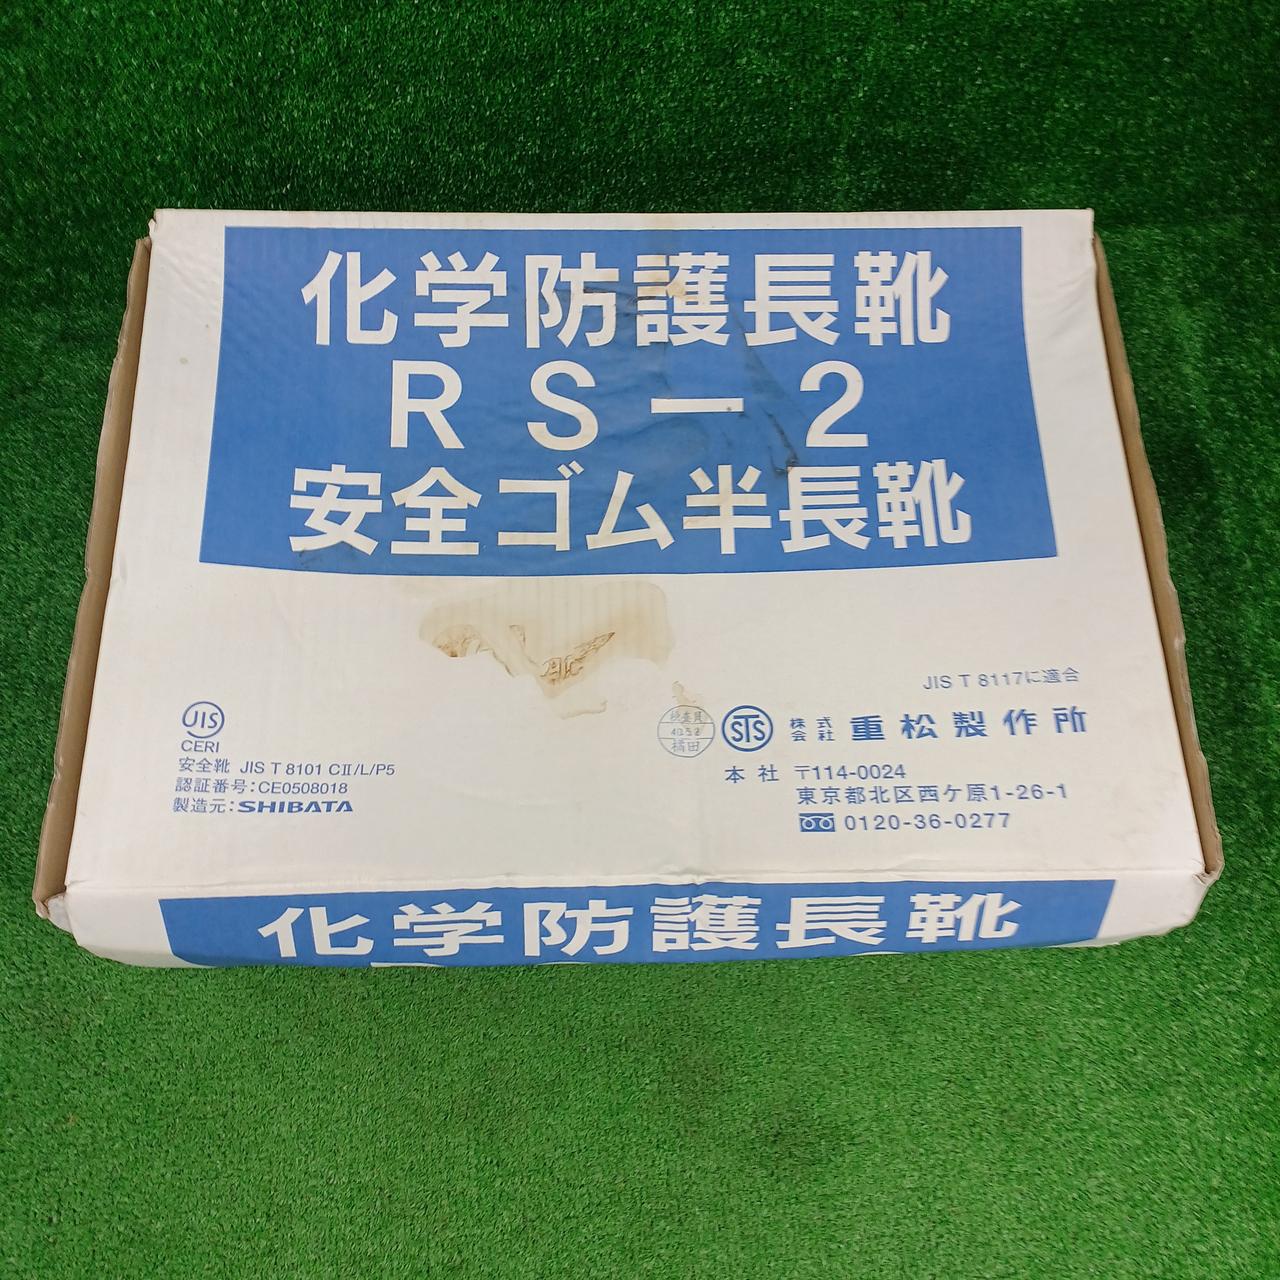 化学防護長靴
RS－2
安全ゴム半長靴
JIS T 8117に適合
JIS
CERI
安全靴 JIS T 8101 CⅡ/L/P5
認証番号:CE0508018
製造元:SHIBATA
STS 株式会社 重松製作所
本社 〒114-0024
東京都北区西ケ原1-26-1
0120-36-0277
橘田
化学防護長靴